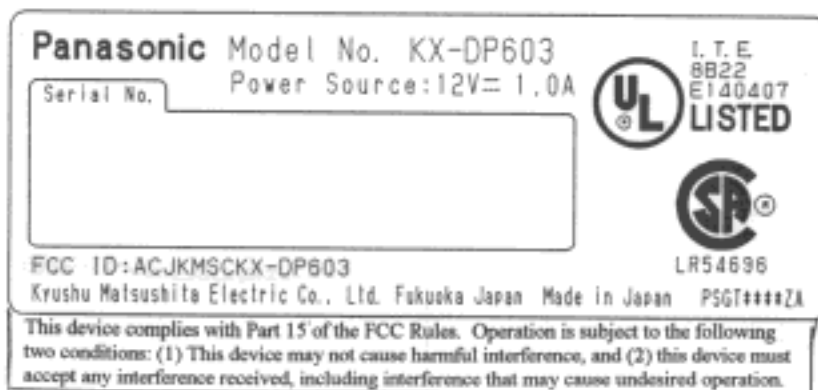 Panasonic Model No. KX-DP603
Power Source:12V⎓ 1.0A
Serial No.
UL
®
LISTED
I.T.E.
8B22
E140407
SA
®
LR54696
FCC ID:ACJKMSCKX-DP603
Kyushu Matsushita Electric Co., Ltd. Fukuoka Japan Made in Japan PSGT‡‡‡‡ZA
This device complies with Part 15 of the FCC Rules. Operation is subject to the following
two conditions: (1) This device may not cause harmful interference, and (2) this device must
accept any interference received, including interference that may cause undesired operation.